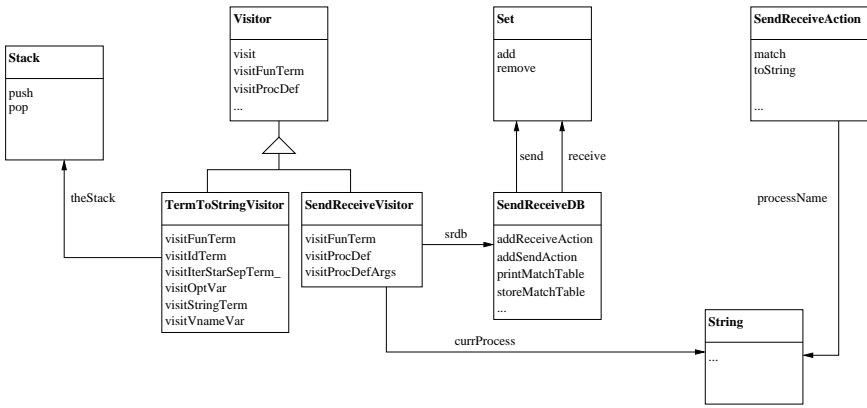 Visitor
visit
visitFunTerm
visitProcDef
...
Set
add
remove
SendReceiveAction
match
toString
...
Stack
push
pop
send
receive
theStack
processName
TermToStringVisitor
visitFunTerm
visitIdTerm
visitIterStarSepTerm_
visitOptVar
visitStringTerm
visitVnameVar
SendReceiveVisitor
visitFunTerm
visitProcDef
visitProcDefArgs
srdb
SendReceiveDB
addReceiveAction
addSendAction
printMatchTable
storeMatchTable
...
currProcess
String
...